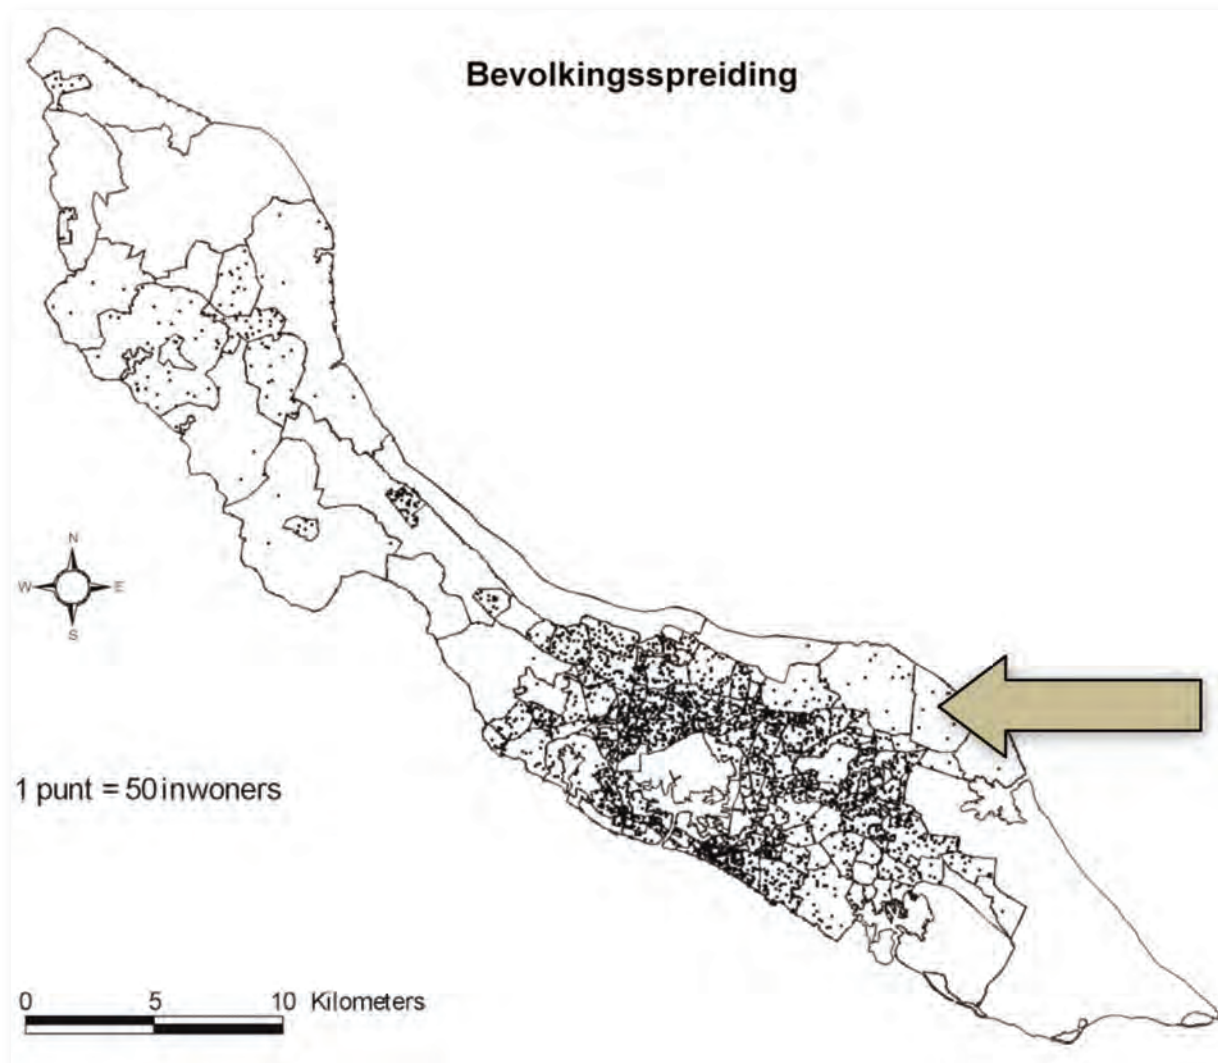 Bevolkingsspreiding
N
W E
S
1 punt = 50 inwoners
0 5 10 Kilometers